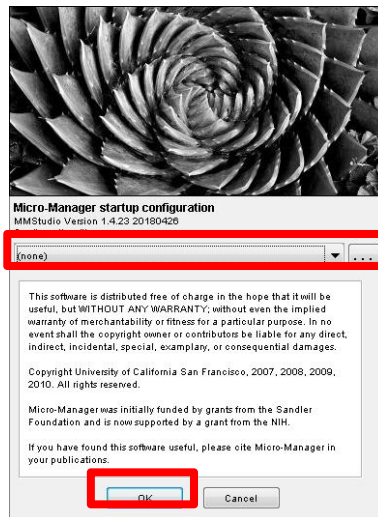 Micro-Manager startup configuration
MMStudio Version 1.4.23 20180426
(none)
...
This software is distributed free of charge in the hope that it will be
useful, but WITHOUT ANY WARRANTY; without even the implied
warranty of merchantability or fitness for a particular purpose. In no
event shall the copyright owner or contributors be liable for any direct,
indirect, incidental, special, examplary, or consequential damages.
Copyright University of California San Francisco, 2007, 2008, 2009,
2010. All rights reserved.
Micro-Manager was initially funded by grants from the Sandler
Foundation and is now supported by a grant from the NIH.
If you have found this software useful, please cite Micro-Manager in
your publications.
OK
Cancel